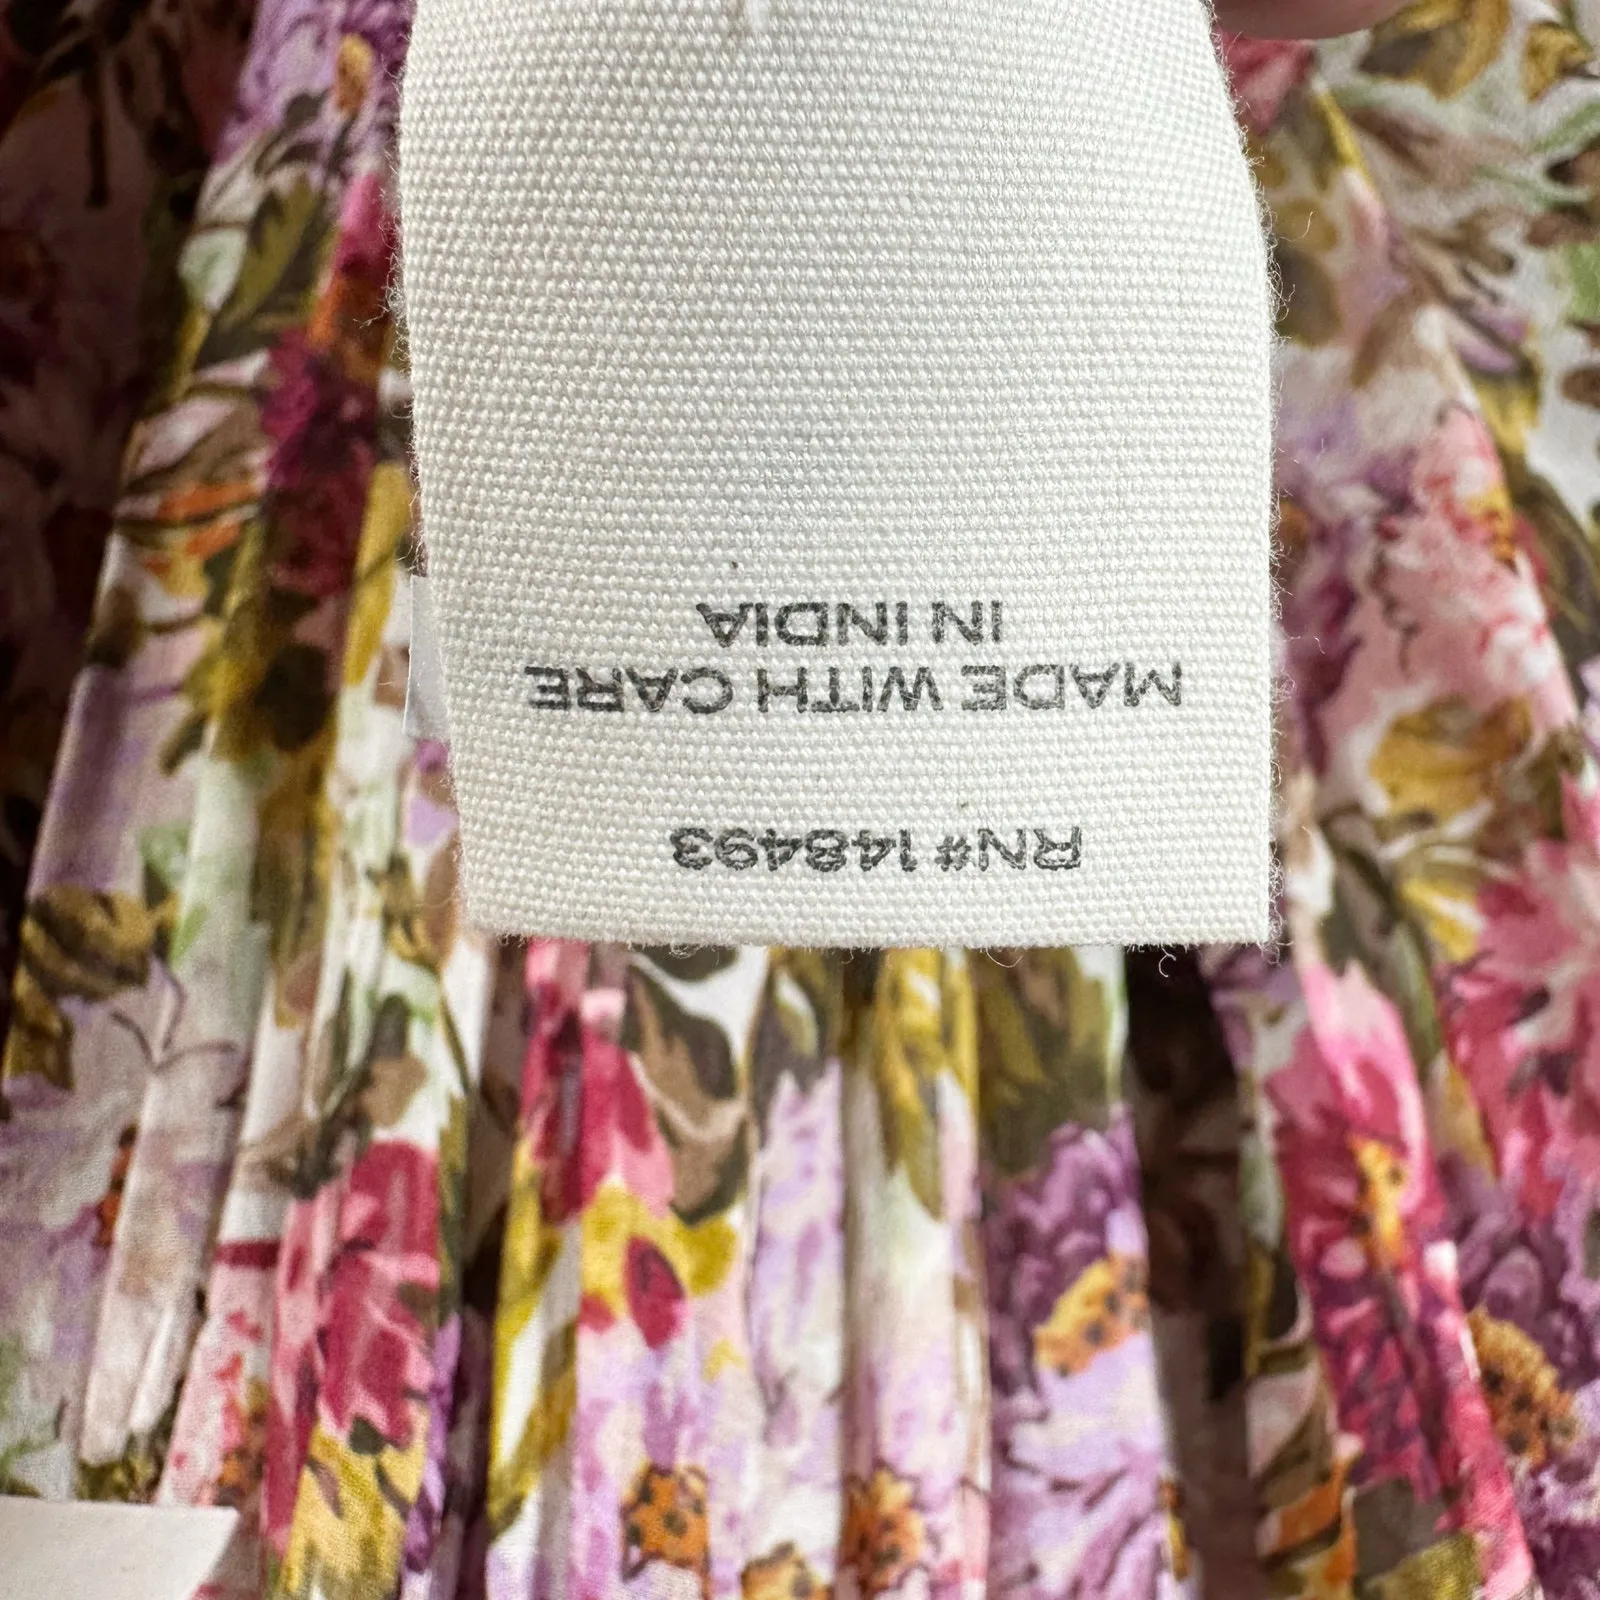 RN# 148493
MADE WITH CARE
IN INDIA